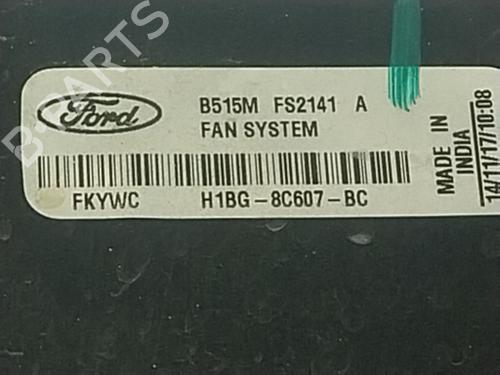 Ford
B515M FS2141 A
FAN SYSTEM
FKYWC H1BG-8C607-BC
MADE IN
INDIA
14/11/17/10:08
B-PARTS